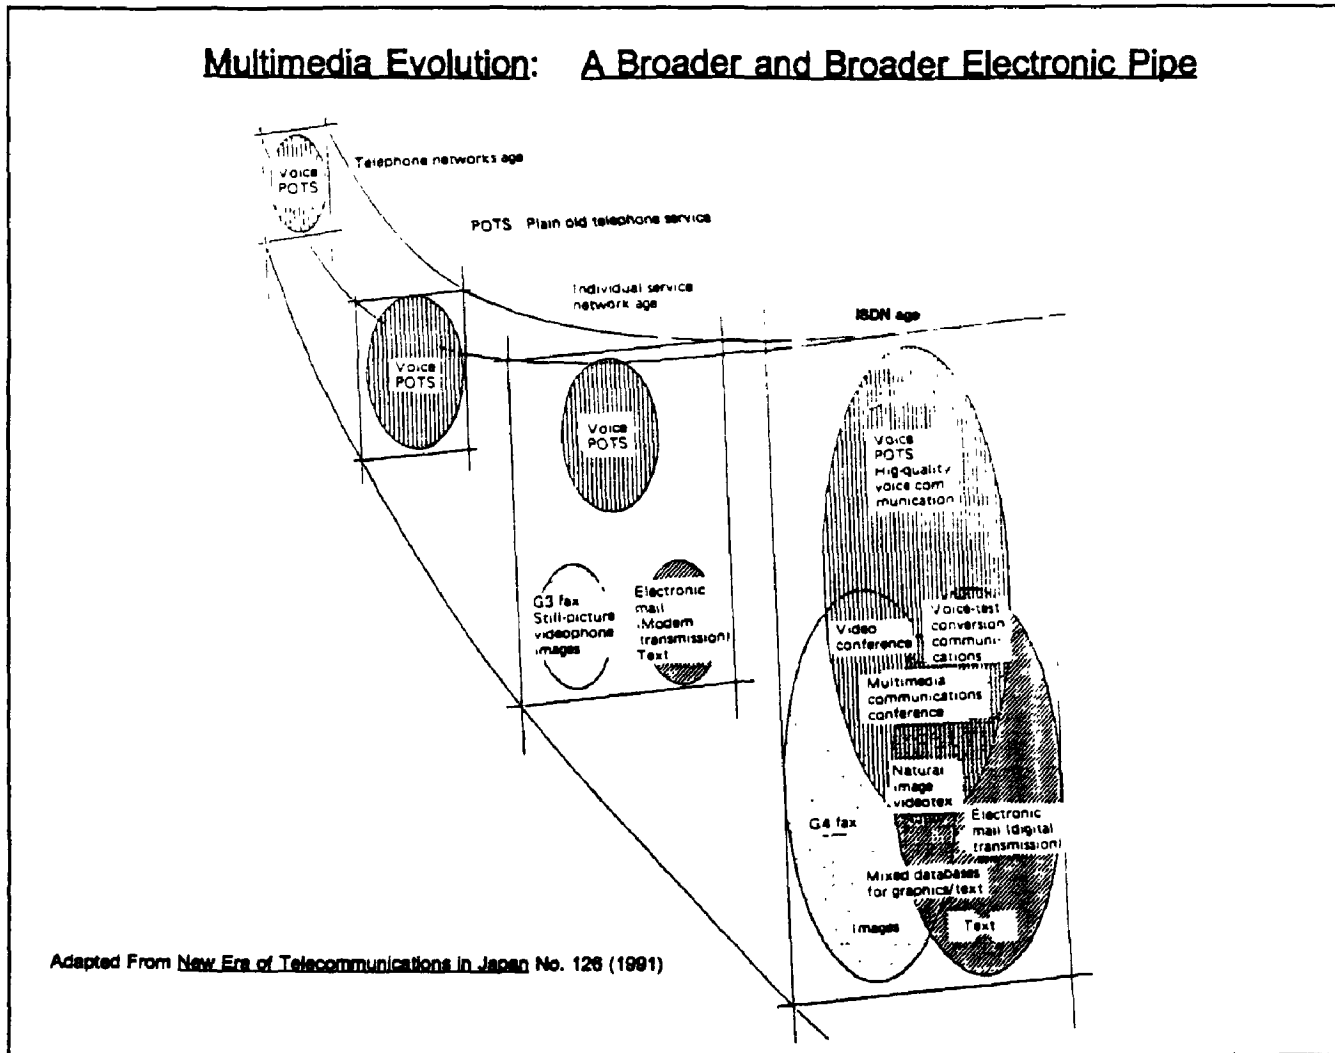 Multimedia Evolution: A Broader and Broader Electronic Pipe
Voice
POTS
Telephone networks age
POTS Plain old telephone service
Individual service
network age
ISDN age
Voice
POTS
Voice
POTS
G3 fax
Still-picture
videophone
images
Electronic
mail
(Modem
transmission)
Text
Voice
POTS
Hig-quality
voice com
munication
Video
conference
Voice-test
conversion
communi-
cations
Multimedia
communications
conference
Natural
image
videotex
G4 fax
Electronic
mail (digital
transmission)
Mixed databases
for graphics/text
Images
Text
Adapted From New Era of Telecommunications in Japan No. 126 (1991)